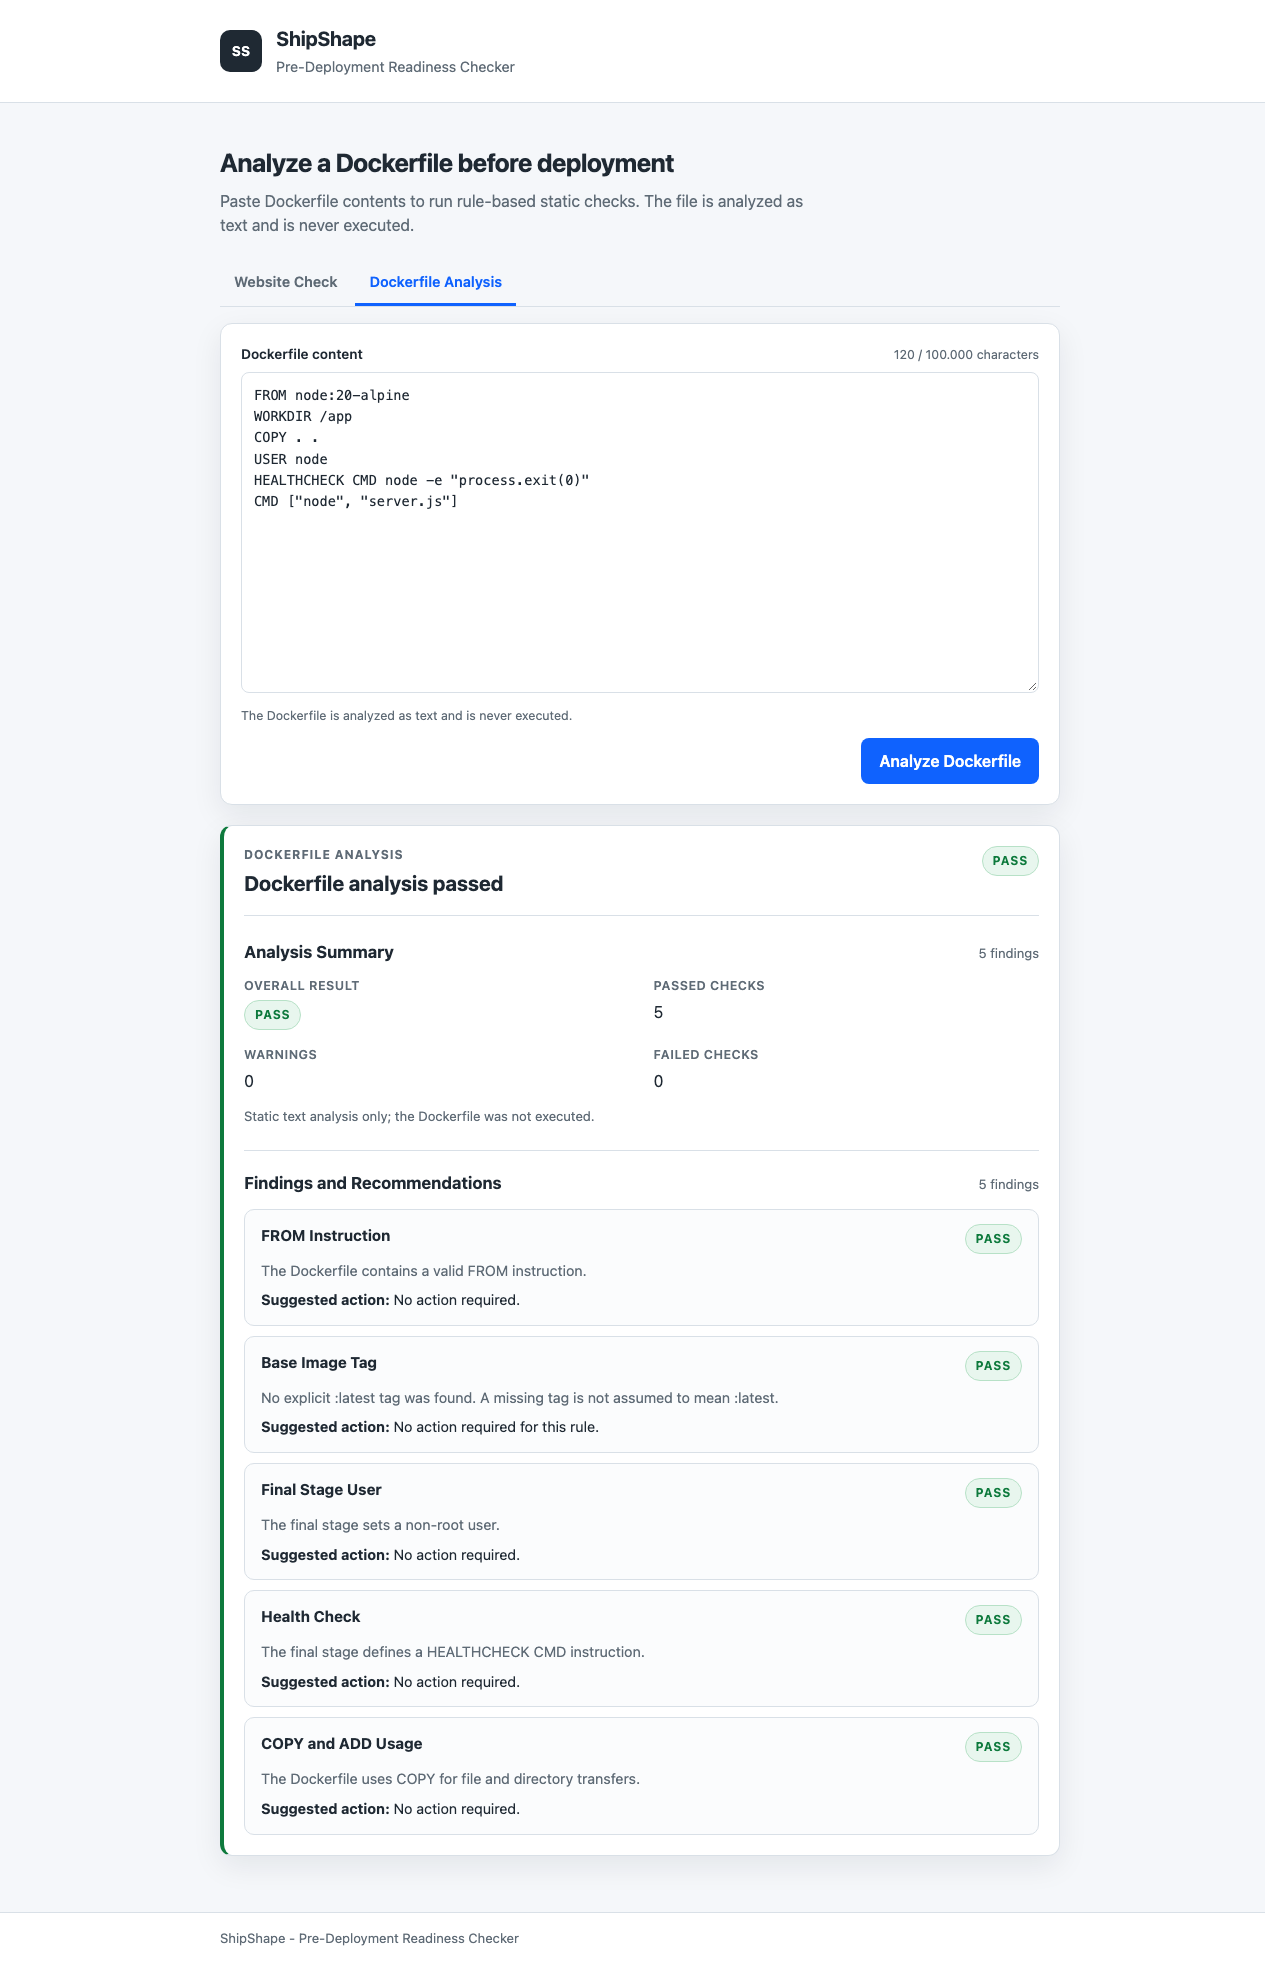 SS
ShipShape
Pre-Deployment Readiness Checker
Analyze a Dockerfile before deployment
Paste Dockerfile contents to run rule-based static checks. The file is analyzed as
text and is never executed.
Website Check
Dockerfile Analysis
Dockerfile content
120 / 100.000 characters
FROM node:20-alpine
WORKDIR /app
COPY . .
USER node
HEALTHCHECK CMD node -e "process.exit(0)"
CMD ["node", "server.js"]
The Dockerfile is analyzed as text and is never executed.
Analyze Dockerfile
DOCKERFILE ANALYSIS
PASS
Dockerfile analysis passed
Analysis Summary
5 findings
OVERALL RESULT
PASS
PASSED CHECKS
5
WARNINGS
0
FAILED CHECKS
0
Static text analysis only; the Dockerfile was not executed.
Findings and Recommendations
5 findings
FROM Instruction
PASS
The Dockerfile contains a valid FROM instruction.
Suggested action: No action required.
Base Image Tag
PASS
No explicit :latest tag was found. A missing tag is not assumed to mean :latest.
Suggested action: No action required for this rule.
Final Stage User
PASS
The final stage sets a non-root user.
Suggested action: No action required.
Health Check
PASS
The final stage defines a HEALTHCHECK CMD instruction.
Suggested action: No action required.
COPY and ADD Usage
PASS
The Dockerfile uses COPY for file and directory transfers.
Suggested action: No action required.
ShipShape - Pre-Deployment Readiness Checker